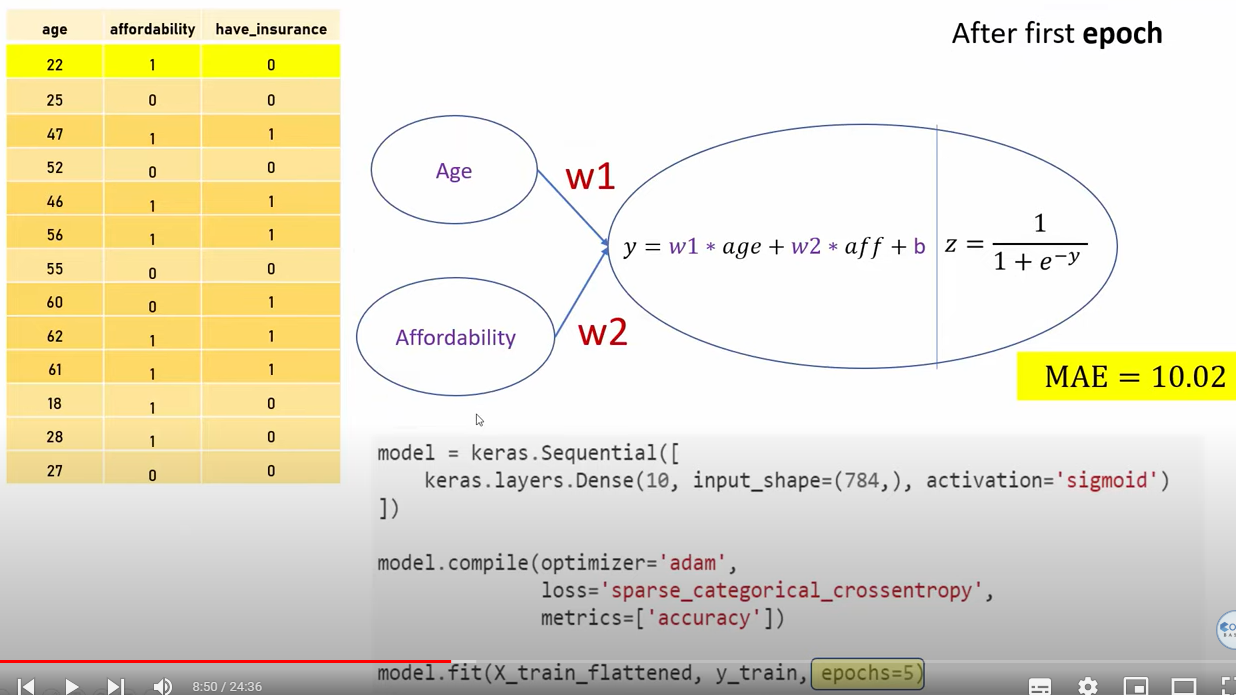 After first epoch
age affordability have_insurance
22 1 0
25 0 0
47 1 1
52 0 0
46 1 1
56 1 1
55 0 0
60 0 1
62 1 1
61 1 1
18 1 0
28 1 0
27 0 0
Age
w1
Affordability
w2
y = w1 * age + w2 * aff + b
z = 1 / 1 + e^−y
MAE = 10.02
model = keras.Sequential([
    keras.layers.Dense(10, input_shape=(784,), activation='sigmoid')
])
model.compile(optimizer='adam',
              loss='sparse_categorical_crossentropy',
              metrics=['accuracy'])
model.fit(X_train_flattened, y_train, epochs=5)
8:50 / 24:36